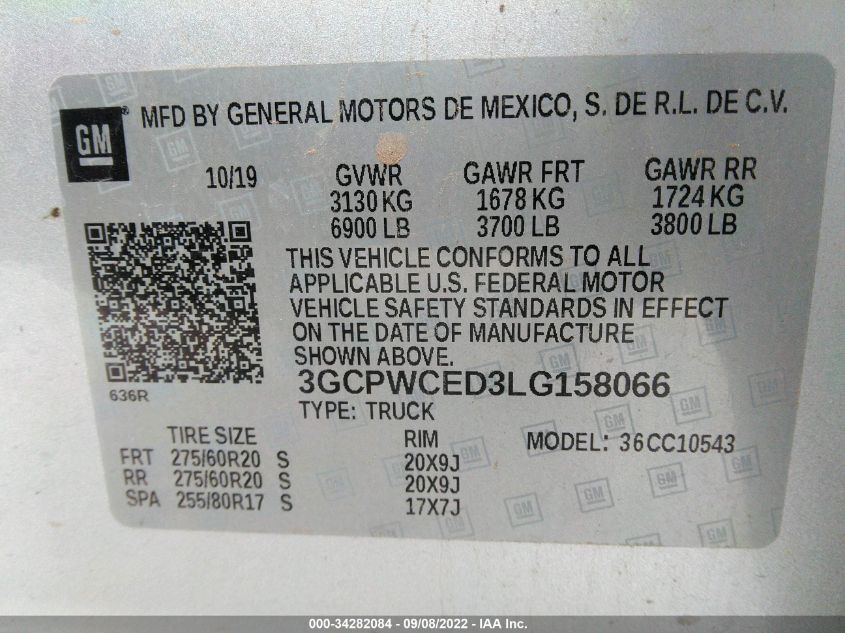 GM MFD BY GENERAL MOTORS DE MEXICO, S. DE R.L. DE C.V.
10/19 GVWR GAWR FRT GAWR RR
3130 KG 1678 KG 1724 KG
6900 LB 3700 LB 3800 LB
THIS VEHICLE CONFORMS TO ALL
APPLICABLE U.S. FEDERAL MOTOR
VEHICLE SAFETY STANDARDS IN EFFECT
ON THE DATE OF MANUFACTURE
SHOWN ABOVE.
3GCPWCED3LG158066
636R
TYPE: TRUCK
TIRE SIZE RIM MODEL: 36CC10543
FRT 275/60R20 S 20X9J
RR 275/60R20 S 20X9J
SPA 255/80R17 S 17X7J
000-34282084 - 09/08/2022 - IAA Inc.